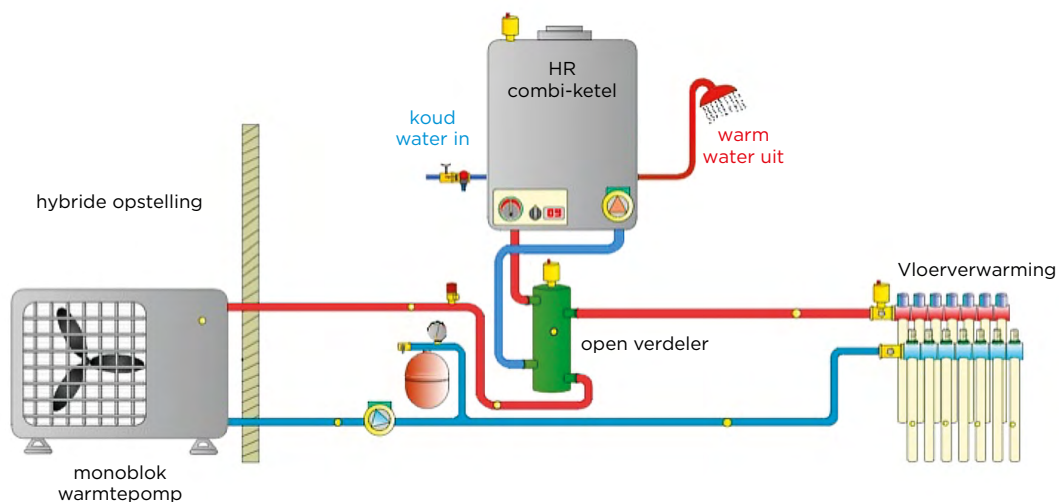 HR
combi-ketel
koud
water in
warm
water uit
hybride opstelling
Vloerverwarming
open verdeler
monoblok
warmtepomp